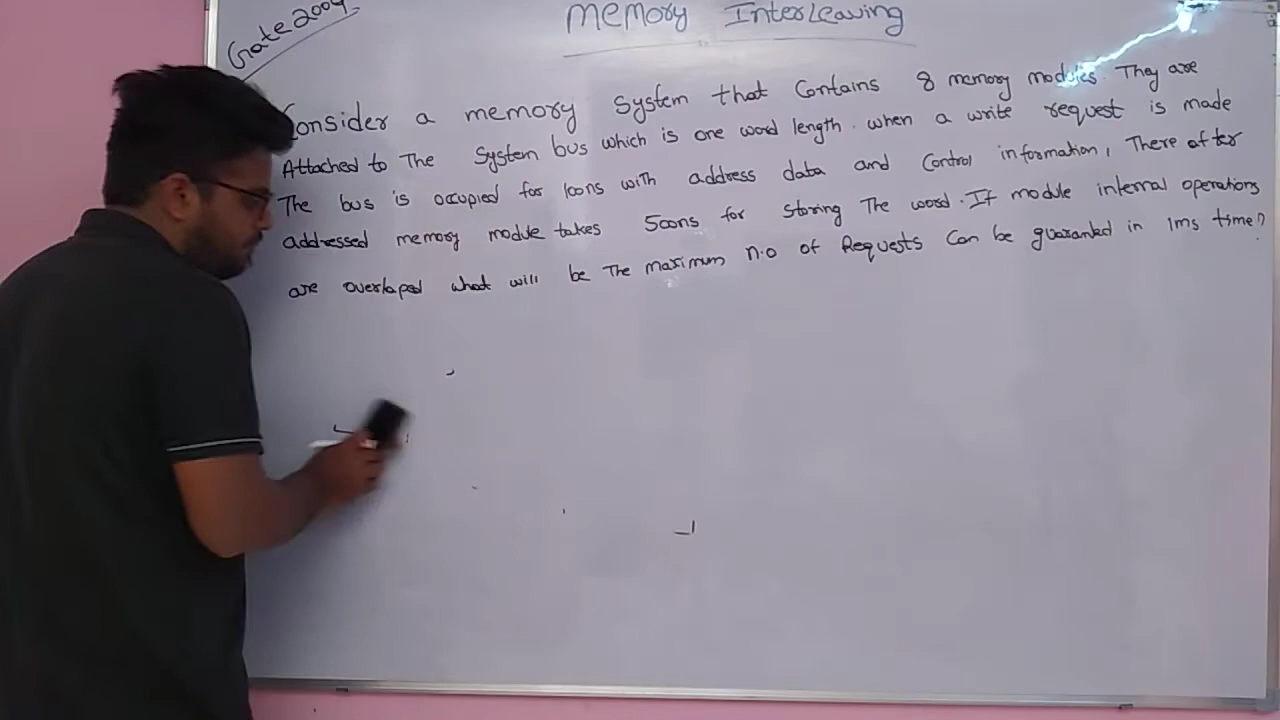 Gate 2009
Memory Interleaving
Consider a memory System that Contains 8 memory modules. They are
Attached to The System bus which is one word length. when a write request is made
The bus is occupied for 100ns with address data and Control information, There after
addressed memory module takes 500ns for storing The word. If module internal operations
are overlaped what will be The maximum n.o of Requests Can be guaranted in 1ms time?